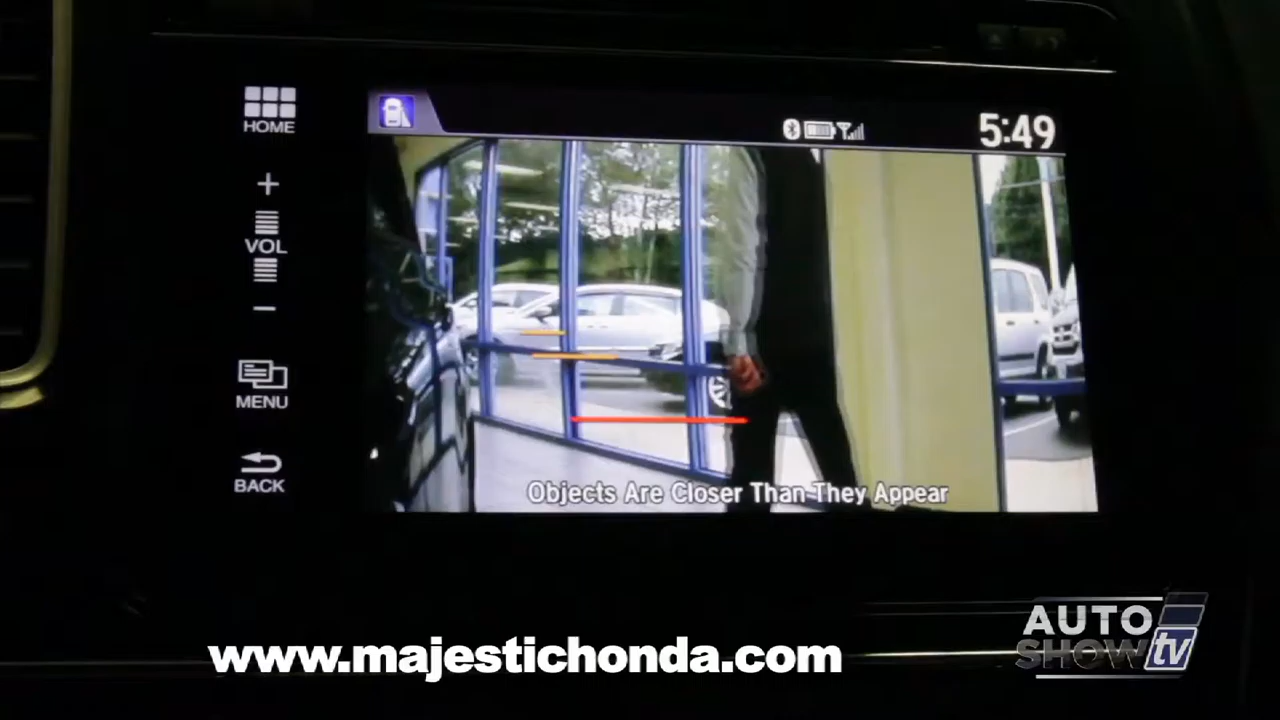 HOME
5:49
+
VOL
−
MENU
BACK
Objects Are Closer Than They Appear
www.majestichonda.com
AUTO
SHOW tv